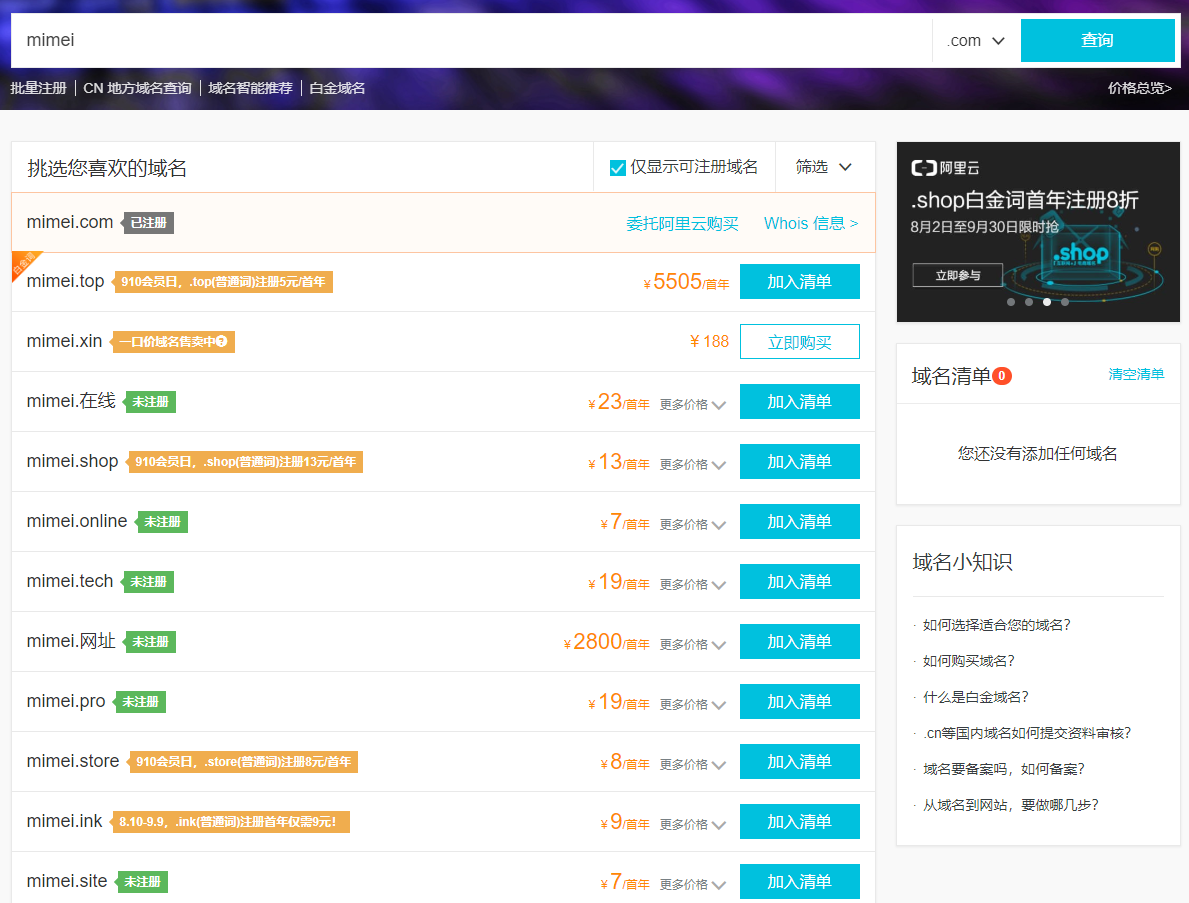 mimei .com 查询
批量注册 CN 地方域名查询 域名智能推荐 白金域名 价格总览>
挑选您喜欢的域名 仅显示可注册域名 筛选
mimei.com 已注册 委托阿里云购买 Whois 信息 >
白金词
mimei.top 910会员日，.top(普通词)注册5元/首年 ¥5505/首年 加入清单
mimei.xin 一口价域名售卖中? ¥188 立即购买
mimei.在线 未注册 ¥23/首年 更多价格 加入清单
mimei.shop 910会员日，.shop(普通词)注册13元/首年 ¥13/首年 更多价格 加入清单
mimei.online 未注册 ¥7/首年 更多价格 加入清单
mimei.tech 未注册 ¥19/首年 更多价格 加入清单
mimei.网址 未注册 ¥2800/首年 更多价格 加入清单
mimei.pro 未注册 ¥19/首年 更多价格 加入清单
mimei.store 910会员日，.store(普通词)注册8元/首年 ¥8/首年 更多价格 加入清单
mimei.ink 8.10-9.9，.ink(普通词)注册首年仅需9元！ ¥9/首年 更多价格 加入清单
mimei.site 未注册 ¥7/首年 更多价格 加入清单
阿里云
.shop白金词首年注册8折
8月2日至9月30日限时抢
.shop
立即参与
域名清单 0 清空清单
您还没有添加任何域名
域名小知识
· 如何选择适合您的域名?
· 如何购买域名?
· 什么是白金域名?
· .cn等国内域名如何提交资料审核?
· 域名要备案吗，如何备案?
· 从域名到网站，要做哪几步?